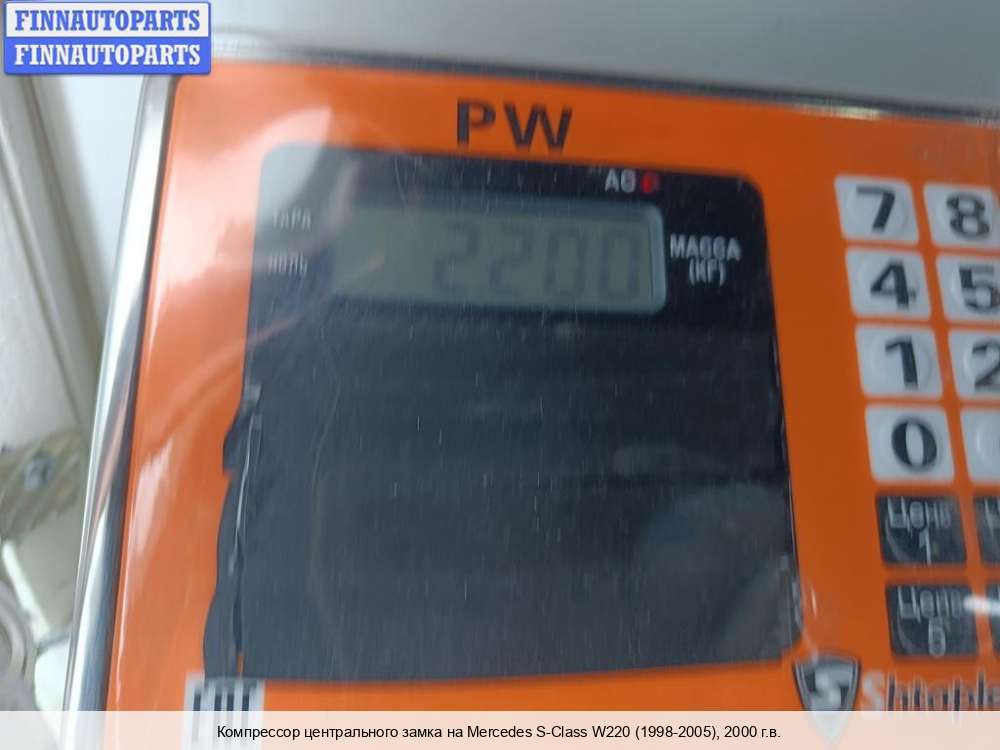 FINNAUTOPARTS
FINNAUTOPARTS
PW
ТАРА
НОЛЬ
2.200
МАССА
(КГ)
7 8
4 5
1 2
0
Цена
1
Цена
5
S
Компрессор центрального замка на Mercedes S-Class W220 (1998-2005), 2000 г.в.